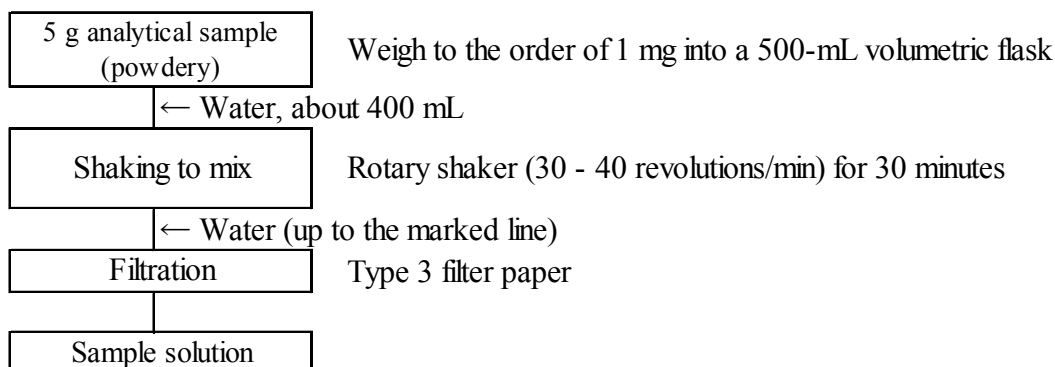 5 g analytical sample
(powdery)
Weigh to the order of 1 mg into a 500-mL volumetric flask
← Water, about 400 mL
Shaking to mix
Rotary shaker (30 - 40 revolutions/min) for 30 minutes
← Water (up to the marked line)
Filtration
Type 3 filter paper
Sample solution